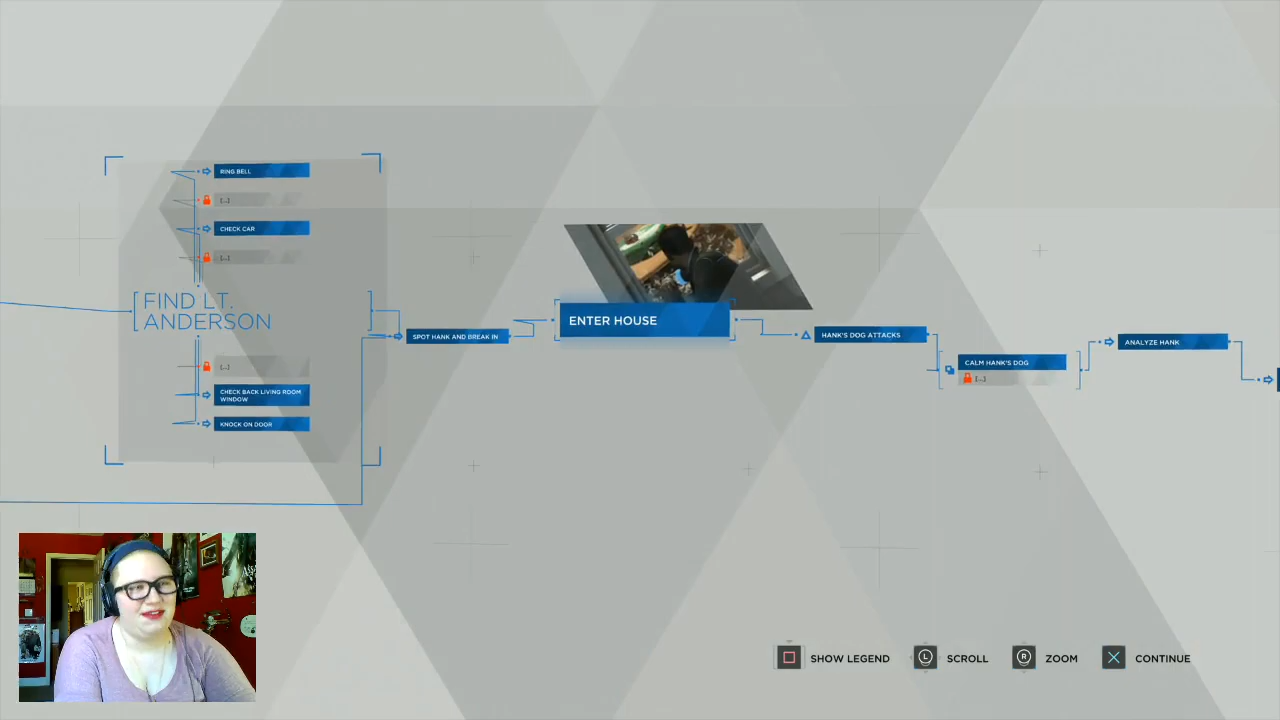 RING BELL
[...]
CHECK CAR
[...]
FIND LT.
ANDERSON
[...]
CHECK BACK LIVING ROOM
WINDOW
KNOCK ON DOOR
SPOT HANK AND BREAK IN
ENTER HOUSE
HANK'S DOG ATTACKS
CALM HANK'S DOG
[...]
ANALYZE HANK
SHOW LEGEND
L
SCROLL
R
ZOOM
CONTINUE